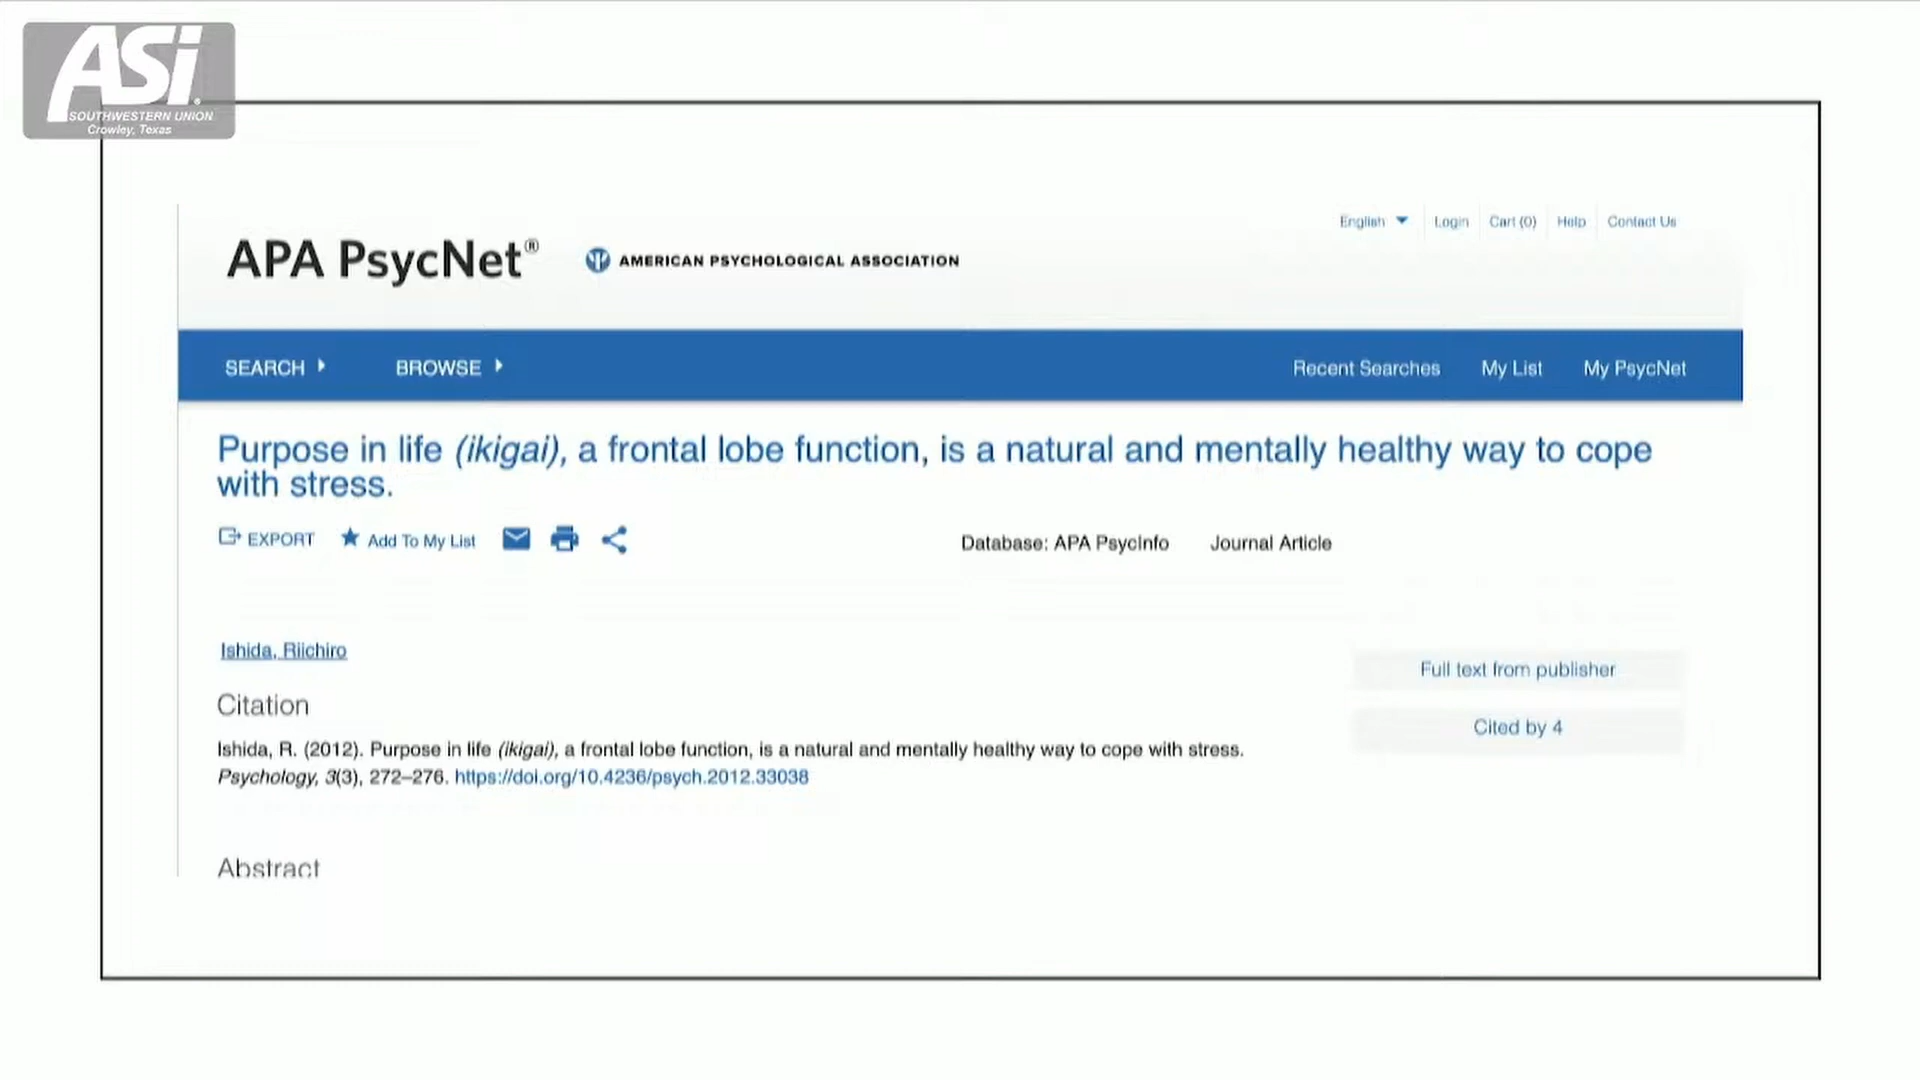 ASi.
SOUTHWESTERN UNION
Crowley, Texas
English Login Cart (0) Help Contact Us
APA PsycNet® AMERICAN PSYCHOLOGICAL ASSOCIATION
SEARCH BROWSE Recent Searches My List My PsycNet
Purpose in life (ikigai), a frontal lobe function, is a natural and mentally healthy way to cope
with stress.
EXPORT Add To My List Database: APA PsycInfo Journal Article
Ishida, Riichiro
Full text from publisher
Citation
Cited by 4
Ishida, R. (2012). Purpose in life (ikigai), a frontal lobe function, is a natural and mentally healthy way to cope with stress.
Psychology, 3(3), 272–276. https://doi.org/10.4236/psych.2012.33038
Abstract